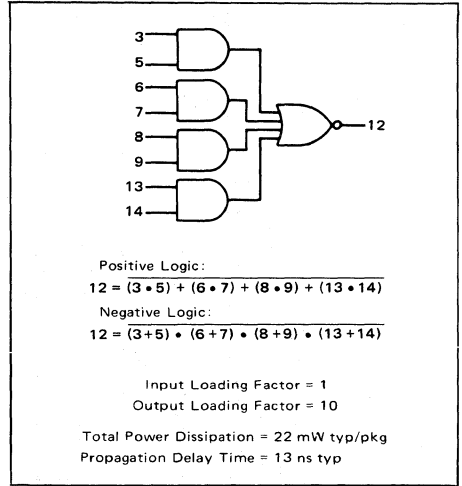 3
5
6
7
8
9
13
14
12
Positive Logic:
12 = (3 • 5) + (6 • 7) + (8 • 9) + (13 • 14)
Negative Logic:
12 = (3+5) • (6+7) • (8+9) • (13+14)
Input Loading Factor = 1
Output Loading Factor = 10
Total Power Dissipation = 22 mW typ/pkg
Propagation Delay Time = 13 ns typ